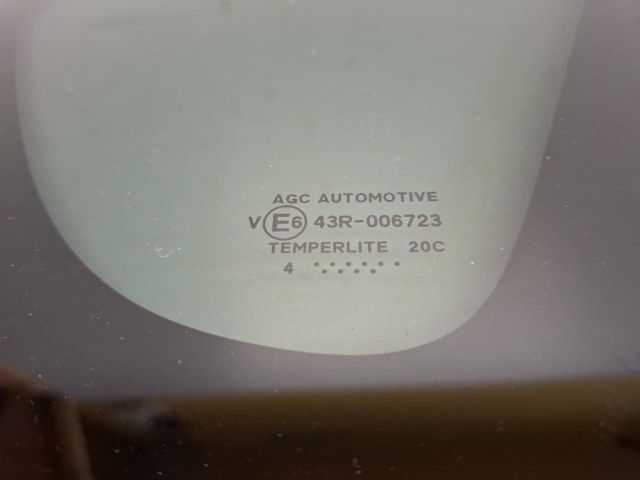 AGC AUTOMOTIVE
V E6 43R-006723
TEMPERLITE 20C
4